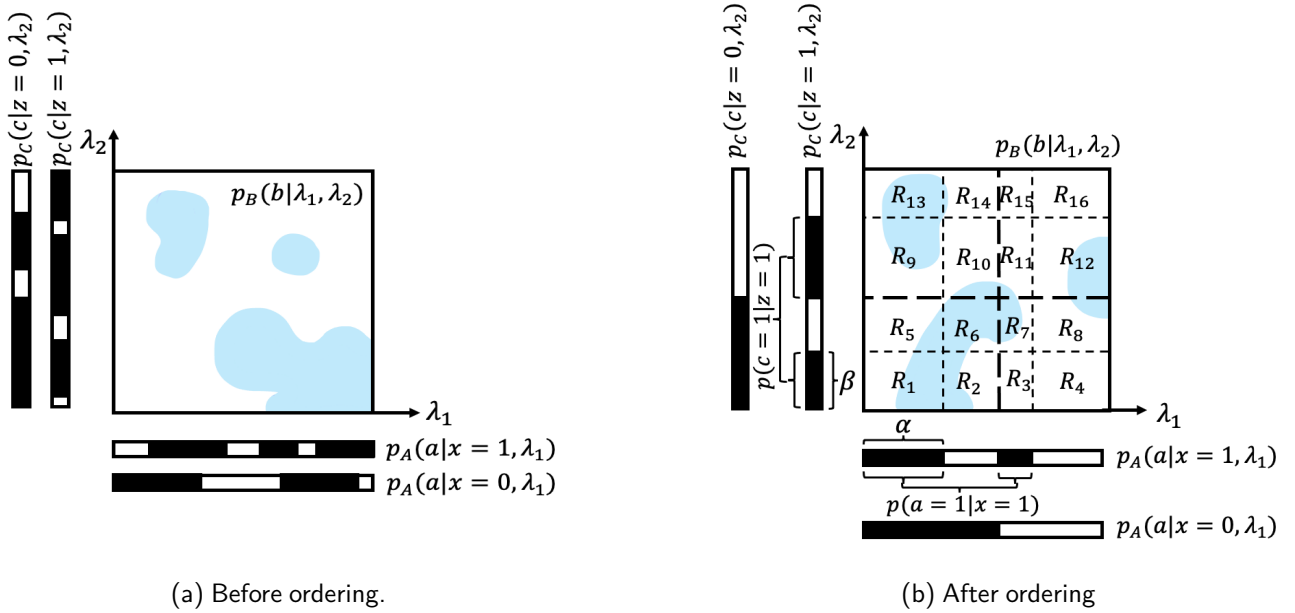 p_C(c|z = 0, λ_2)
p_C(c|z = 1, λ_2)
λ_2
p_B(b|λ_1, λ_2)
λ_1
p_A(a|x = 1, λ_1)
p_A(a|x = 0, λ_1)
(a) Before ordering.
p_C(c|z = 0, λ_2)
p_C(c|z = 1, λ_2)
λ_2
p_B(b|λ_1, λ_2)
R_13 R_14 R_15 R_16
R_9 R_10 R_11 R_12
R_5 R_6 R_7 R_8
R_1 R_2 R_3 R_4
p(c = 1|z = 1)
β
λ_1
α
p_A(a|x = 1, λ_1)
p(a = 1|x = 1)
p_A(a|x = 0, λ_1)
(b) After ordering